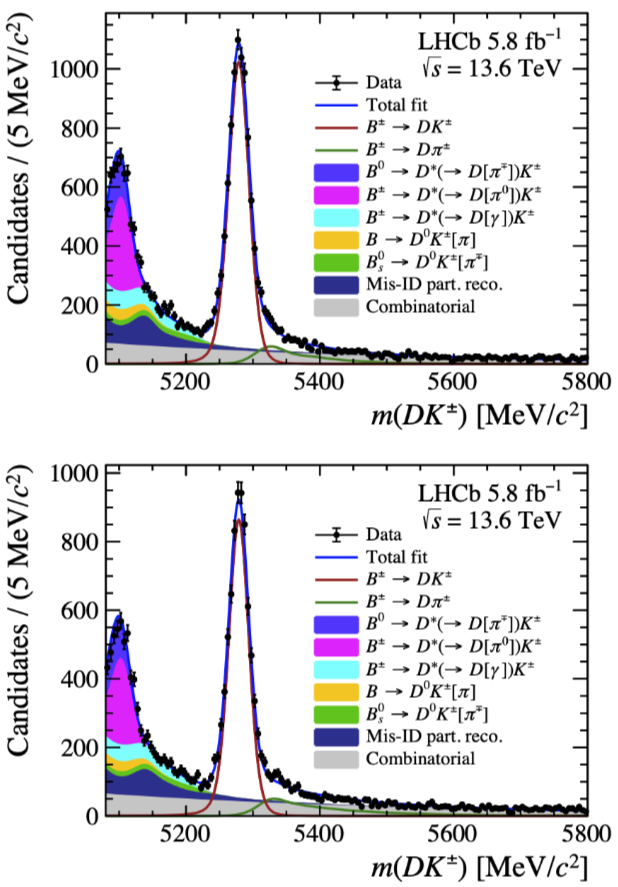 Candidates / (5 MeV/c²)
1000
800
600
400
200
0
LHCb 5.8 fb⁻¹
√s = 13.6 TeV
Data
Total fit
B± → DK±
B± → Dπ±
B⁰ → D*(→ D[π∓])K±
B± → D*(→ D[π⁰])K±
B± → D*(→ D[γ])K±
B → D⁰K±[π]
B⁰ₛ → D⁰K±[π∓]
Mis-ID part. reco.
Combinatorial
5200 5400 5600 5800
m(DK±) [MeV/c²]
Candidates / (5 MeV/c²)
1000
800
600
400
200
0
LHCb 5.8 fb⁻¹
√s = 13.6 TeV
Data
Total fit
B± → DK±
B± → Dπ±
B⁰ → D*(→ D[π∓])K±
B± → D*(→ D[π⁰])K±
B± → D*(→ D[γ])K±
B → D⁰K±[π]
B⁰ₛ → D⁰K±[π∓]
Mis-ID part. reco.
Combinatorial
5200 5400 5600 5800
m(DK±) [MeV/c²]